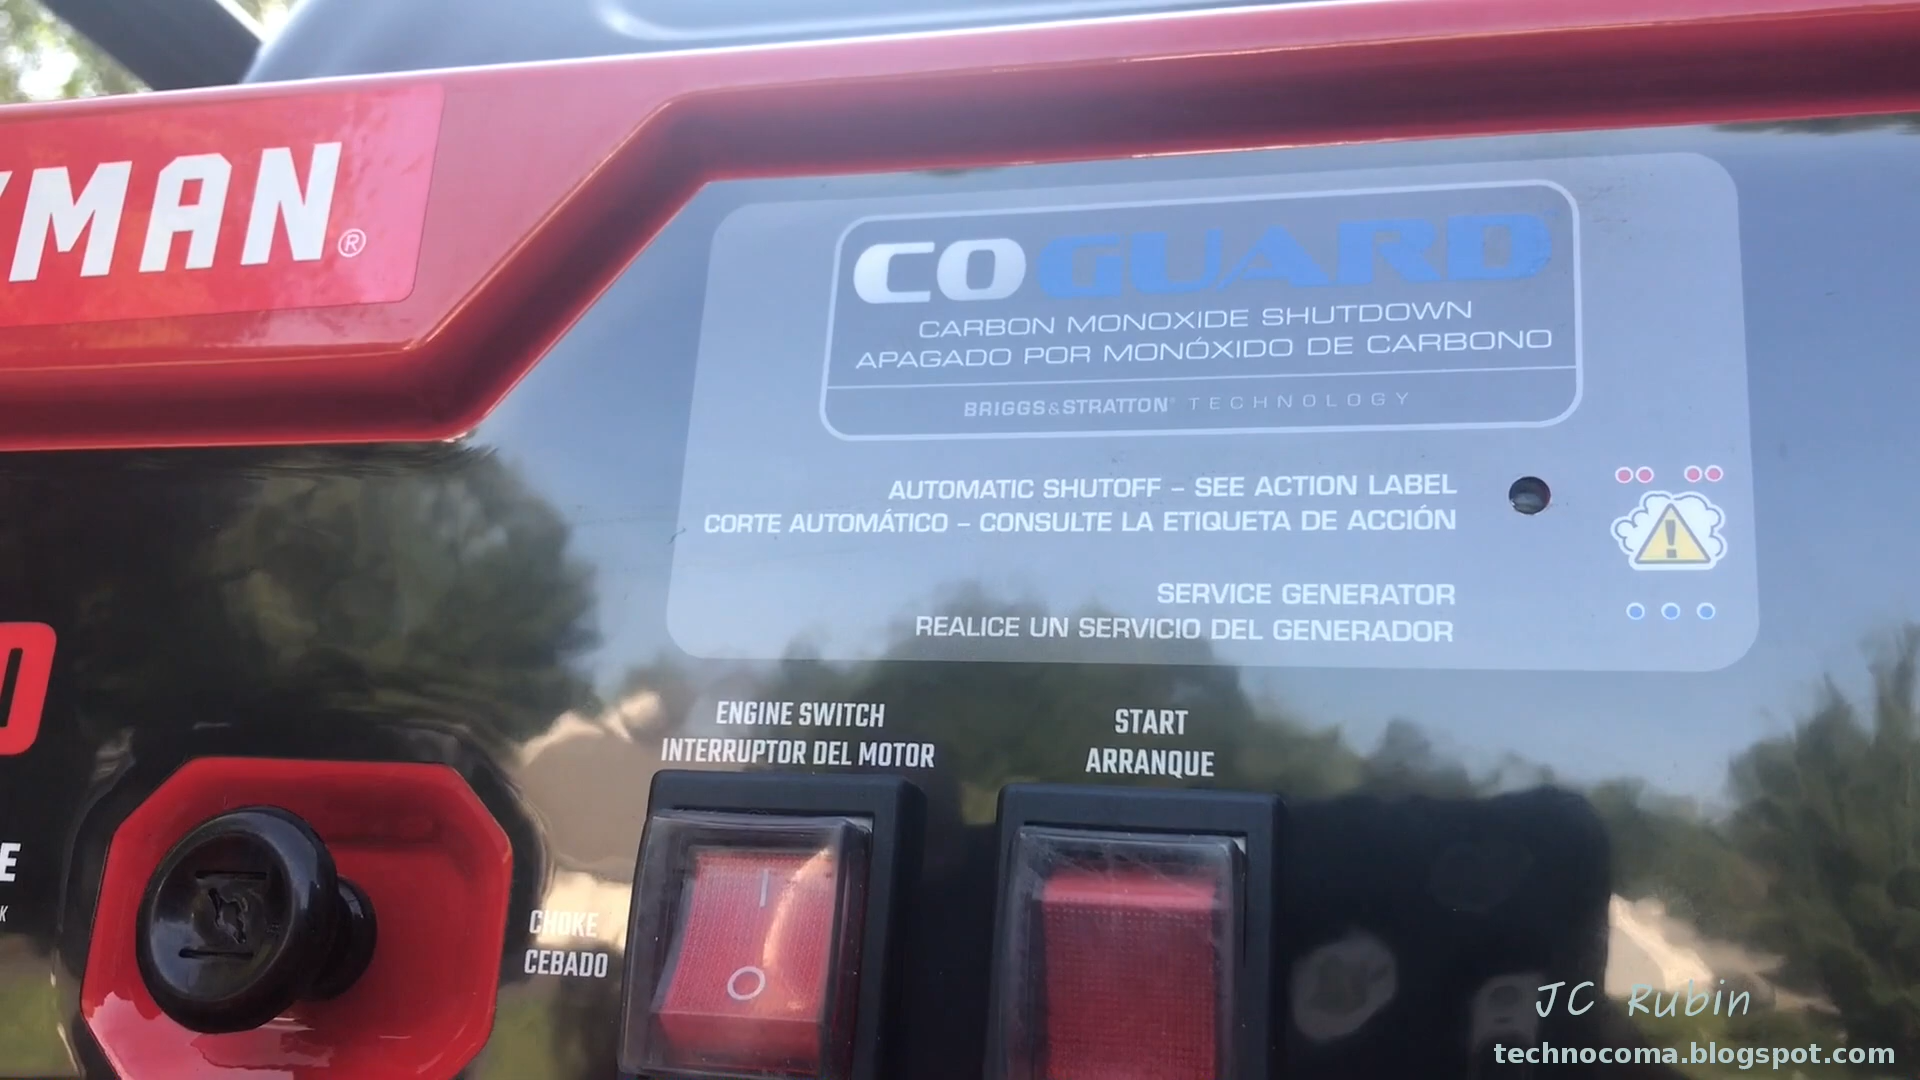 MAN®
COGUARD
CARBON MONOXIDE SHUTDOWN
APAGADO POR MONÓXIDO DE CARBONO
BRIGGS&STRATTON® TECHNOLOGY
AUTOMATIC SHUTOFF – SEE ACTION LABEL
CORTE AUTOMÁTICO – CONSULTE LA ETIQUETA DE ACCIÓN
SERVICE GENERATOR
REALICE UN SERVICIO DEL GENERADOR
ENGINE SWITCH
INTERRUPTOR DEL MOTOR
START
ARRANQUE
CHOKE
CEBADO
JC Rubin
technocoma.blogspot.com